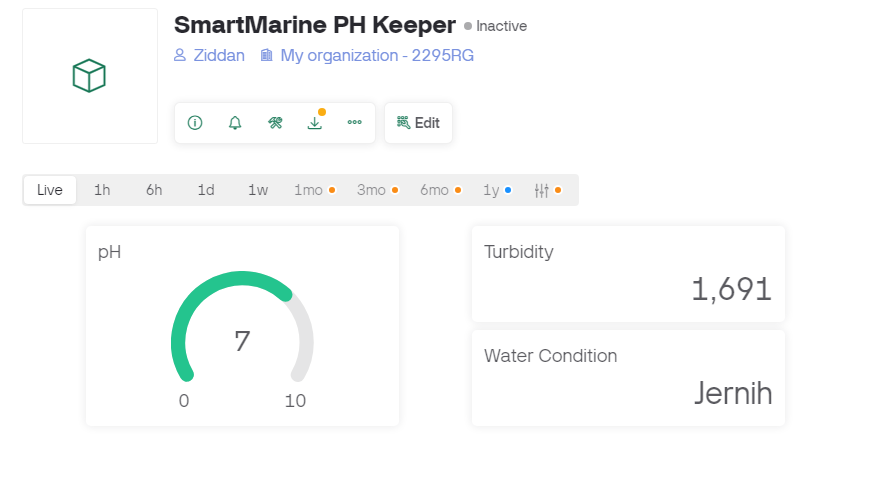 SmartMarine PH Keeper Inactive
Ziddan My organization - 2295RG
Edit
Live 1h 6h 1d 1w 1mo 3mo 6mo 1y
pH
7
0 10
Turbidity
1,691
Water Condition
Jernih